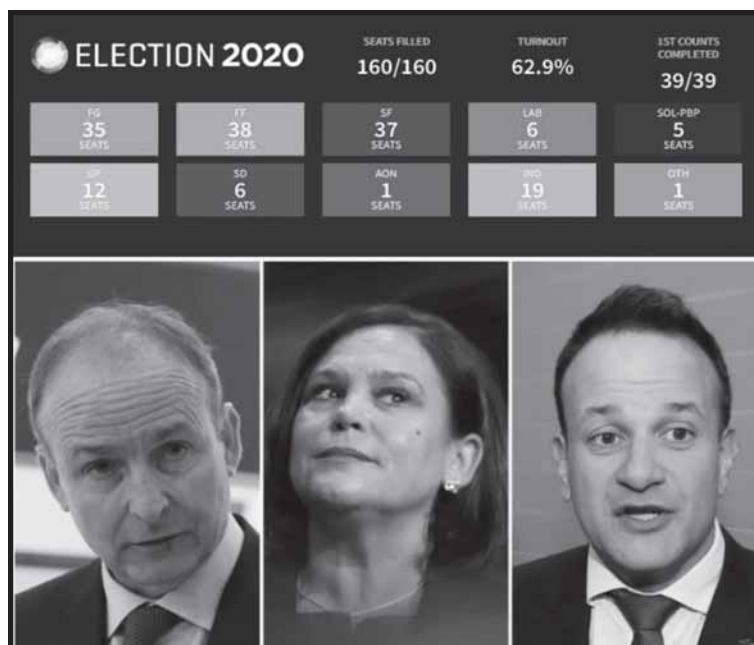 ELECTION 2020
SEATS FILLED
160/160
TURNOUT
62.9%
1ST COUNTS
COMPLETED
39/39
FG
35
SEATS
FF
38
SEATS
SF
37
SEATS
LAB
6
SEATS
SOL-PBP
5
SEATS
GP
12
SEATS
SD
6
SEATS
AON
1
SEATS
IND
19
SEATS
OTH
1
SEATS